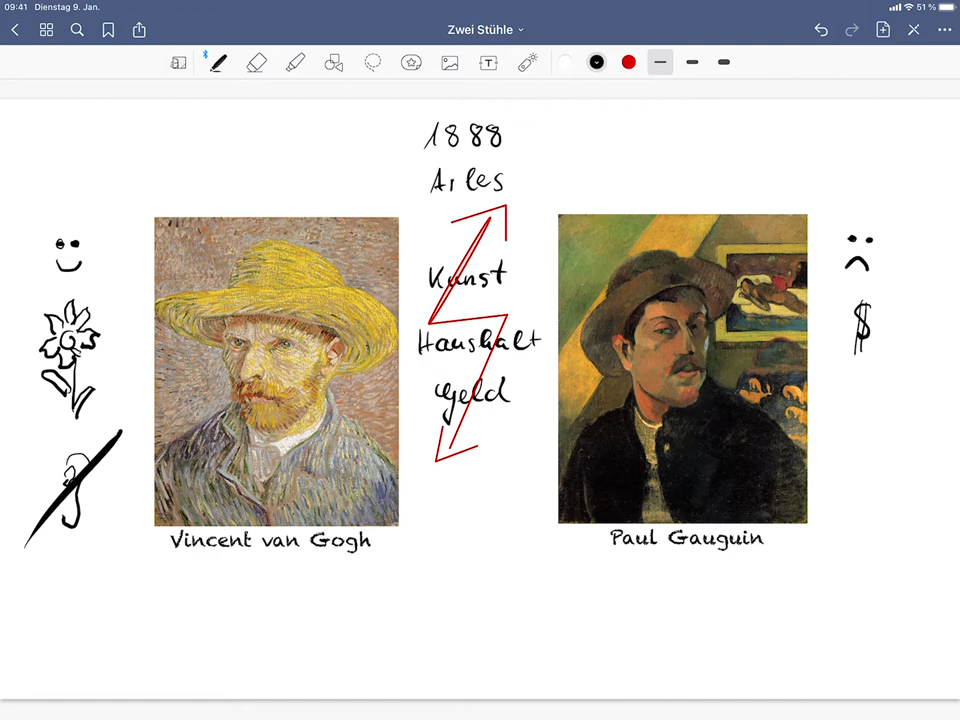 09:41 Dienstag 9. Jan.
51 %
Zwei Stühle
T
1888
Arles
Kunst
Haushalt
Geld
$
Vincent van Gogh
Paul Gauguin